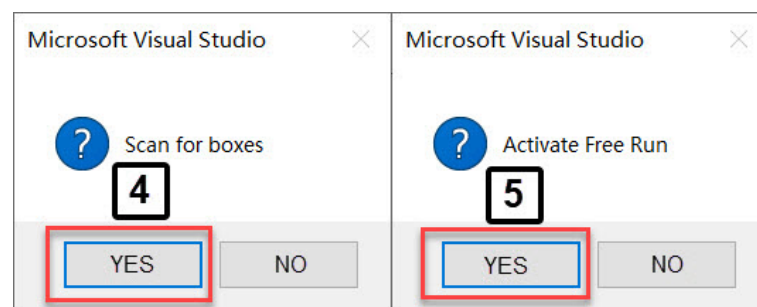 Microsoft Visual Studio
? Scan for boxes
4
YES NO
Microsoft Visual Studio
? Activate Free Run
5
YES NO